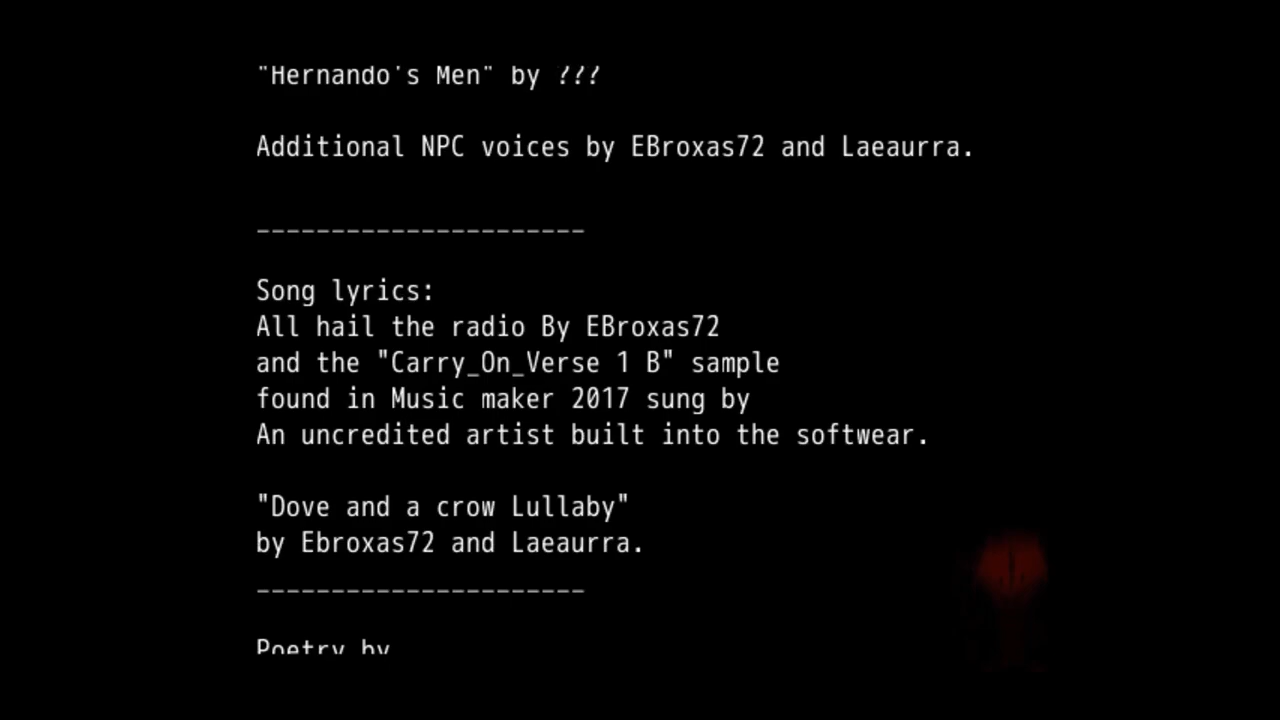 "Hernando's Men" by ???
Additional NPC voices by EBroxas72 and Laeaurra.
----------------------
Song lyrics:
All hail the radio By EBroxas72
and the "Carry_On_Verse 1 B" sample
found in Music maker 2017 sung by
An uncredited artist built into the softwear.
"Dove and a crow Lullaby"
by Ebroxas72 and Laeaurra.
----------------------
Poetry by